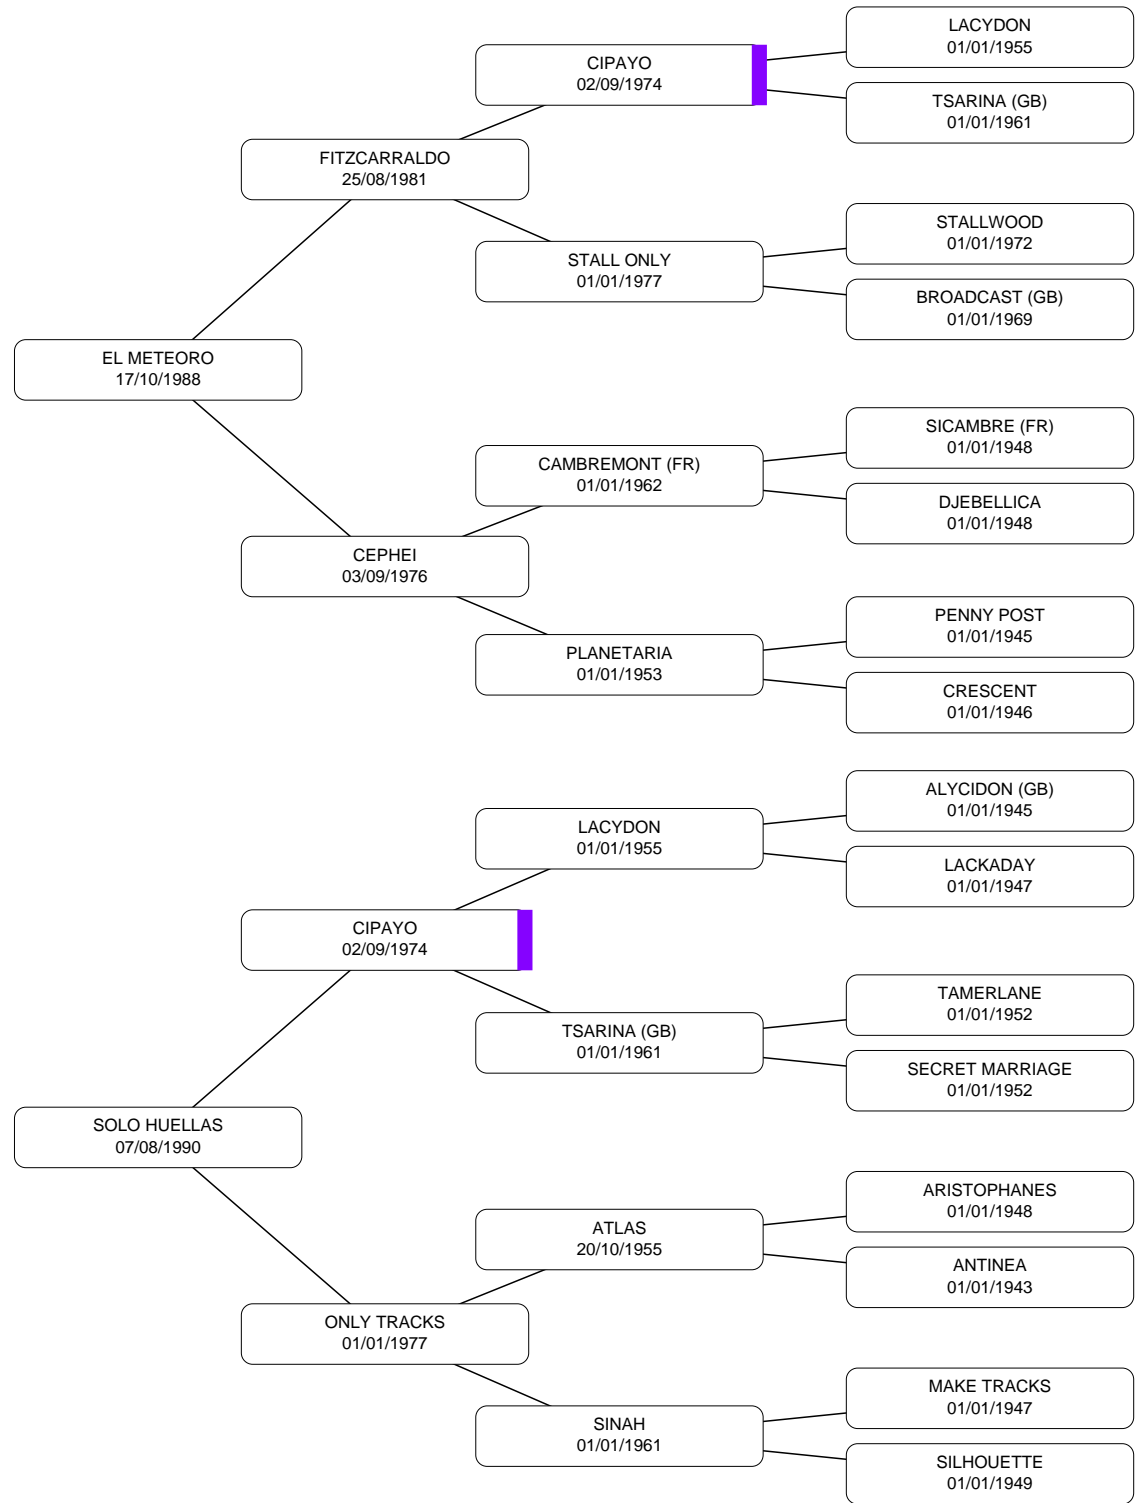 LACYDON
01/01/1955
CIPAYO
02/09/1974
TSARINA (GB)
01/01/1961
FITZCARRALDO
25/08/1981
STALLWOOD
01/01/1972
STALL ONLY
01/01/1977
BROADCAST (GB)
01/01/1969
EL METEORO
17/10/1988
SICAMBRE (FR)
01/01/1948
CAMBREMONT (FR)
01/01/1962
DJEBELLICA
01/01/1948
CEPHEI
03/09/1976
PENNY POST
01/01/1945
PLANETARIA
01/01/1953
CRESCENT
01/01/1946
ALYCIDON (GB)
01/01/1945
LACYDON
01/01/1955
LACKADAY
01/01/1947
CIPAYO
02/09/1974
TAMERLANE
01/01/1952
TSARINA (GB)
01/01/1961
SECRET MARRIAGE
01/01/1952
SOLO HUELLAS
07/08/1990
ARISTOPHANES
01/01/1948
ATLAS
20/10/1955
ANTINEA
01/01/1943
ONLY TRACKS
01/01/1977
MAKE TRACKS
01/01/1947
SINAH
01/01/1961
SILHOUETTE
01/01/1949